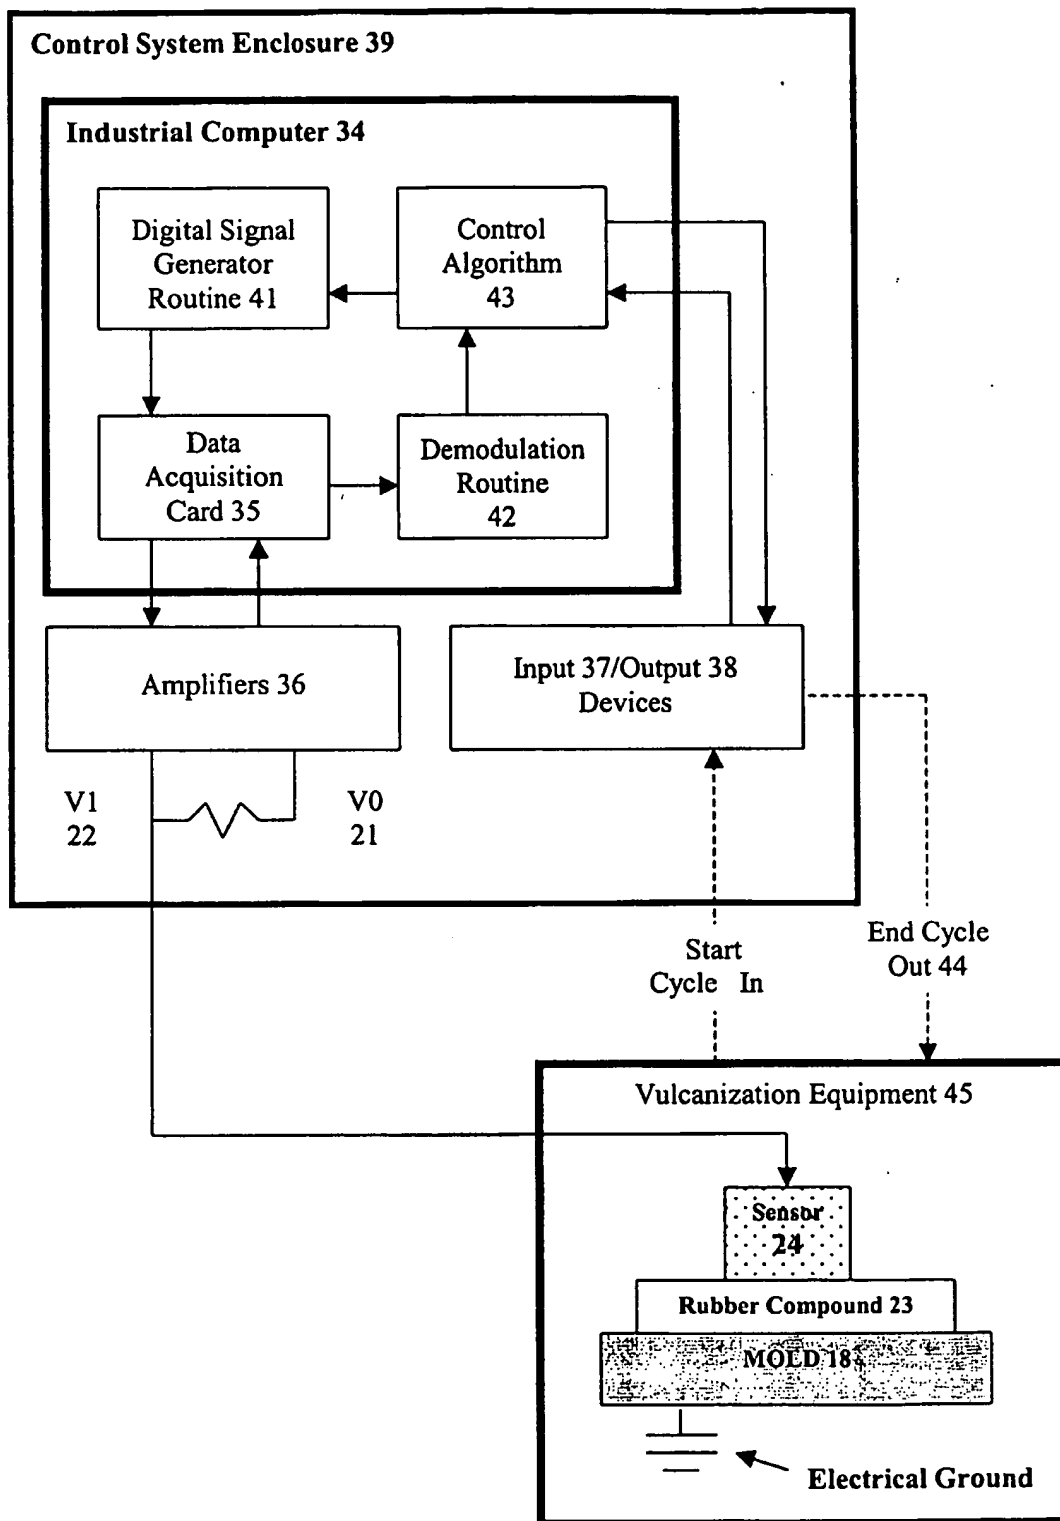 Control System Enclosure 39
Industrial Computer 34
Digital Signal
Generator
Routine 41
Control
Algorithm
43
Data
Acquisition
Card 35
Demodulation
Routine
42
Amplifiers 36
Input 37/Output 38
Devices
V1
22
V0
21
Start
Cycle In
End Cycle
Out 44
Vulcanization Equipment 45
Sensor
24
Rubber Compound 23
MOLD 18
Electrical Ground